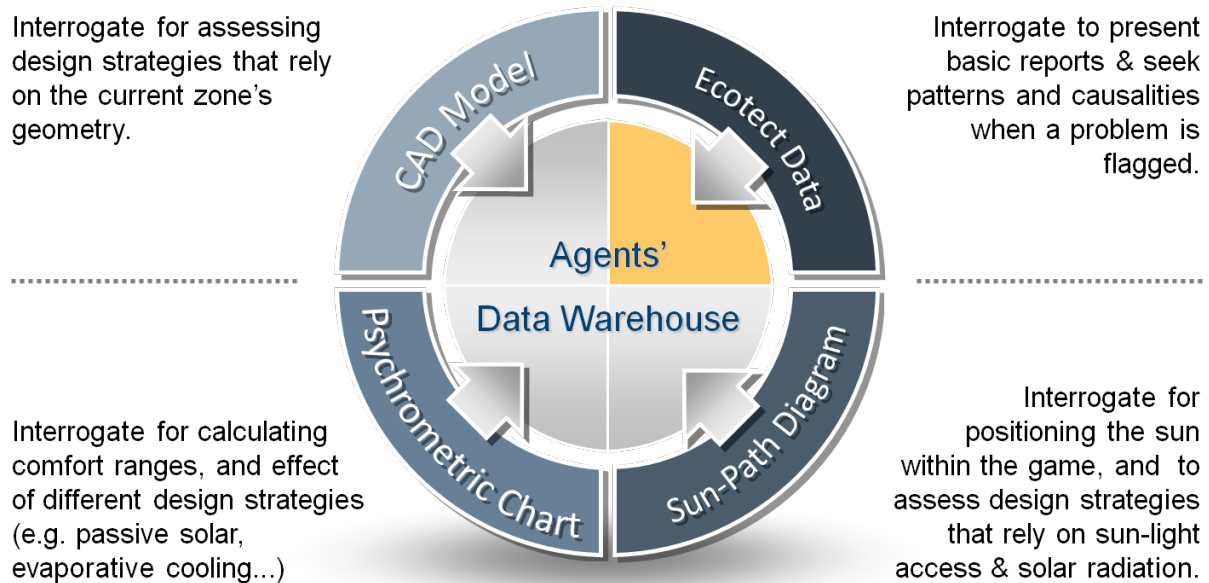 Interrogate for assessing
design strategies that rely
on the current zone's
geometry.
CAD Model
Ecotect Data
Interrogate to present
basic reports & seek
patterns and causalities
when a problem is
flagged.
Agents'
Data Warehouse
Psychrometric Chart
Sun-Path Diagram
Interrogate for calculating
comfort ranges, and effect
of different design strategies
(e.g. passive solar,
evaporative cooling...)
Interrogate for
positioning the sun
within the game, and to
assess design strategies
that rely on sun-light
access & solar radiation.